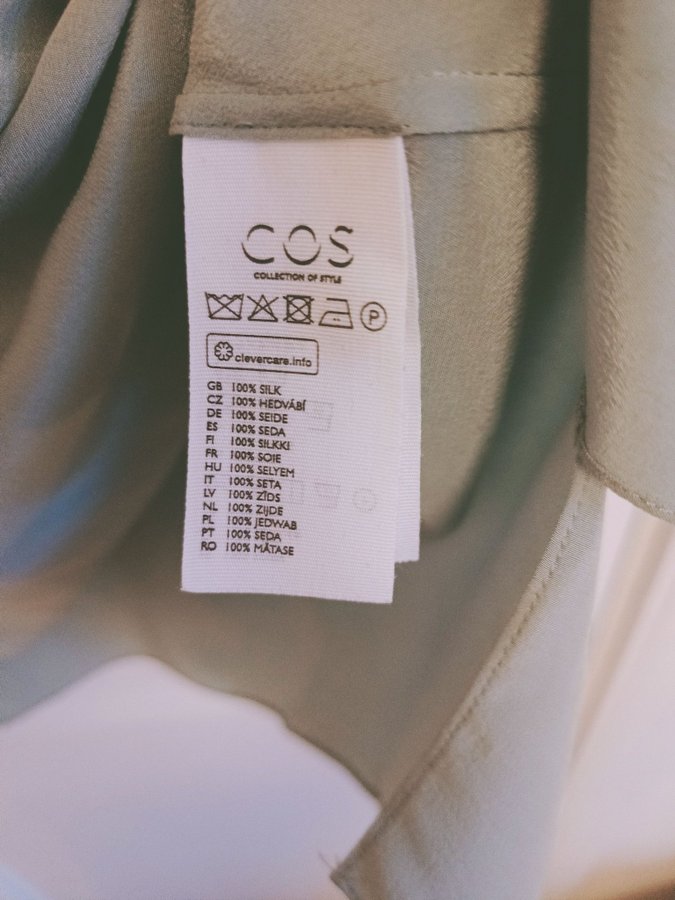 COS
COLLECTION OF STYLE
P
clevercare.info
GB 100% SILK
CZ 100% HEDVÁBÍ
DE 100% SEIDE
ES 100% SEDA
FI 100% SILKKI
FR 100% SOIE
HU 100% SELYEM
IT 100% SETA
LV 100% ZĪDS
NL 100% ZIJDE
PL 100% JEDWAB
PT 100% SEDA
RO 100% MĂTASE